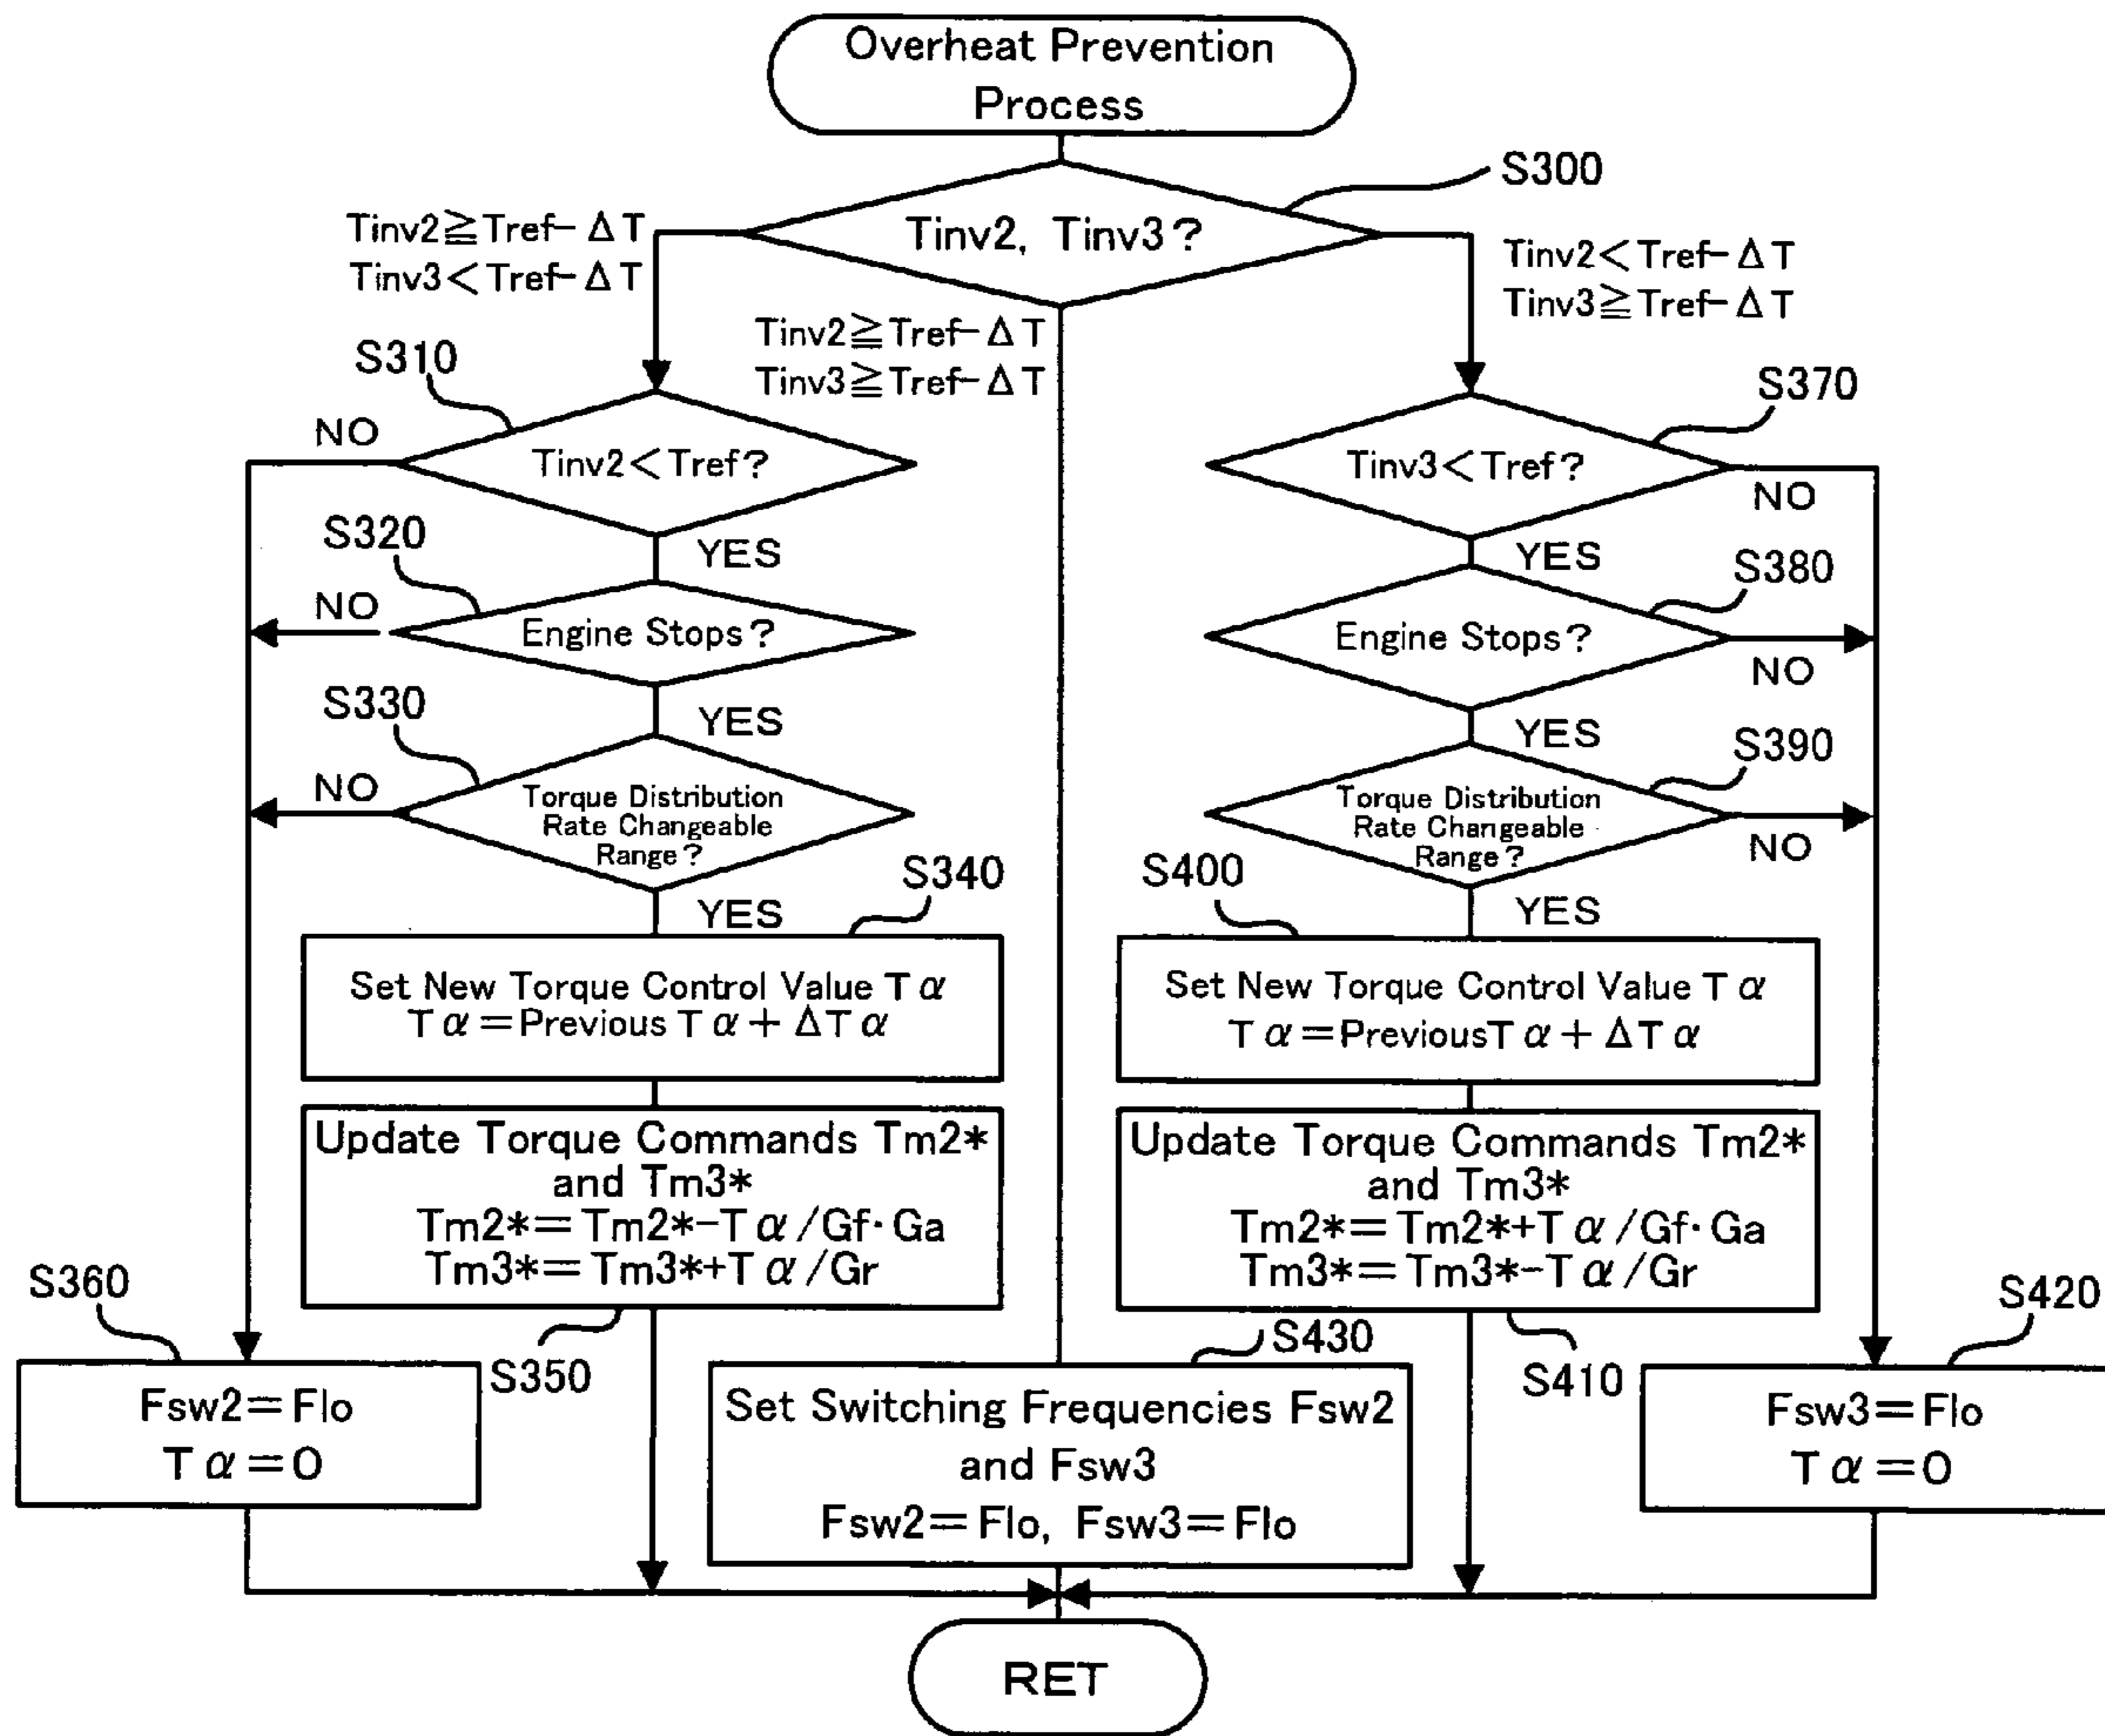 Overheat Prevention
Process
S300
Tinv2, Tinv3?
Tinv2≧Tref-ΔT
Tinv3<Tref-ΔT
Tinv2<Tref-ΔT
Tinv3≧Tref-ΔT
Tinv2≧Tref-ΔT
Tinv3≧Tref-ΔT
S310
NO
Tinv2<Tref?
YES
S320
NO
Engine Stops?
YES
S330
NO
Torque Distribution
Rate Changeable
Range?
YES
S340
Set New Torque Control Value Tα
Tα=Previous Tα+ΔTα
Update Torque Commands Tm2*
and Tm3*
Tm2*=Tm2*-Tα/Gf·Ga
Tm3*=Tm3*+Tα/Gr
S350
S360
Fsw2=Flo
Tα=0
S430
Set Switching Frequencies Fsw2
and Fsw3
Fsw2=Flo, Fsw3=Flo
S370
Tinv3<Tref?
NO
YES
S380
Engine Stops?
NO
YES
S390
Torque Distribution
Rate Changeable
Range?
NO
YES
S400
Set New Torque Control Value Tα
Tα=PreviousTα+ΔTα
Update Torque Commands Tm2*
and Tm3*
Tm2*=Tm2*+Tα/Gf·Ga
Tm3*=Tm3*-Tα/Gr
S410
S420
Fsw3=Flo
Tα=0
RET